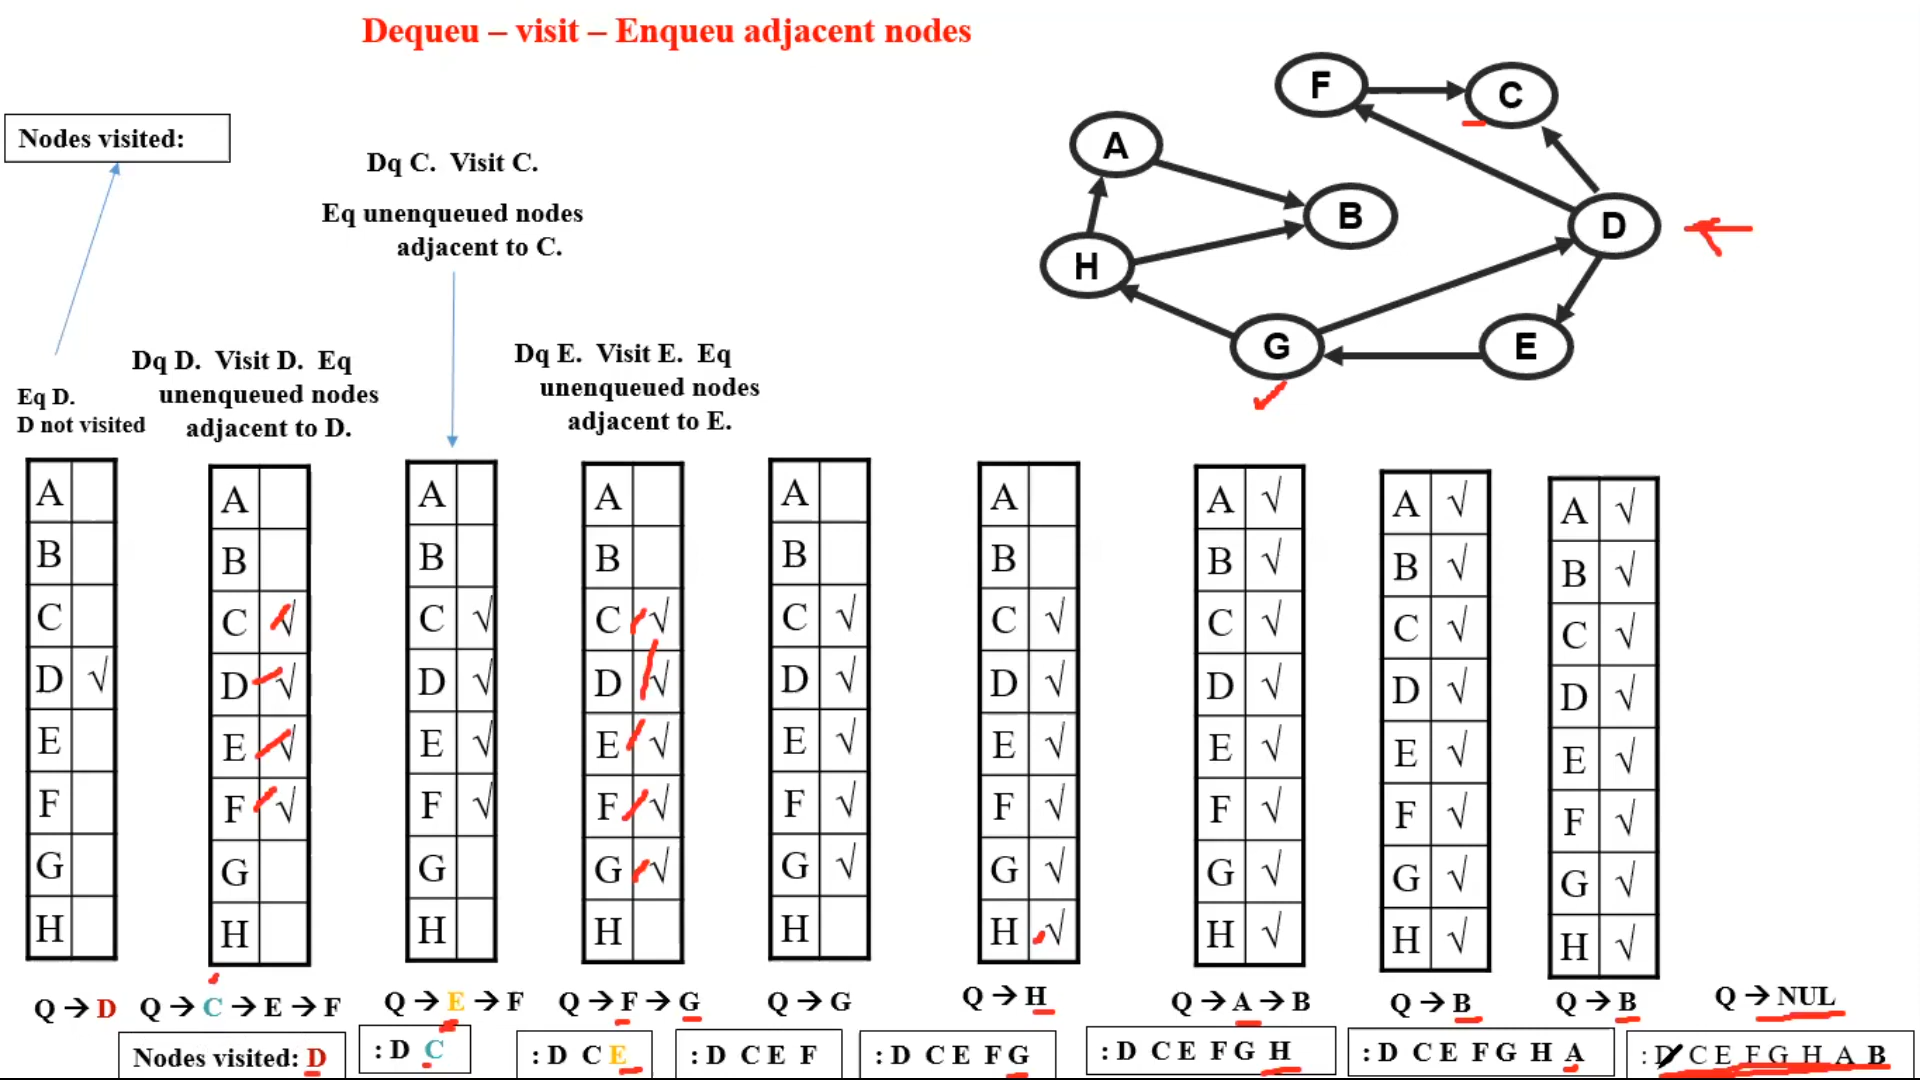 Dequeu – visit – Enqueu adjacent nodes
Nodes visited:
Dq C. Visit C.
Eq unenqueued nodes
adjacent to C.
F
C
A
B
D
H
G
E
Eq D.
D not visited
Dq D. Visit D. Eq
unenqueued nodes
adjacent to D.
Dq E. Visit E. Eq
unenqueued nodes
adjacent to E.
A
B
C
D √
E
F
G
H
A
B
C √
D √
E √
F √
G
H
A
B
C √
D √
E √
F √
G
H
A
B
C √
D √
E √
F √
G √
H
A
B
C √
D √
E √
F √
G √
H
A
B
C √
D √
E √
F √
G √
H √
A √
B √
C √
D √
E √
F √
G √
H √
A √
B √
C √
D √
E √
F √
G √
H √
A √
B √
C √
D √
E √
F √
G √
H √
Q → D
Q → C → E → F
Q → E → F
Q → F → G
Q → G
Q → H
Q → A → B
Q → B
Q → B
Q → NUL
Nodes visited: D
: D C
: D C E
: D C E F
: D C E F G
: D C E F G H
: D C E F G H A
: D C E F G H A B